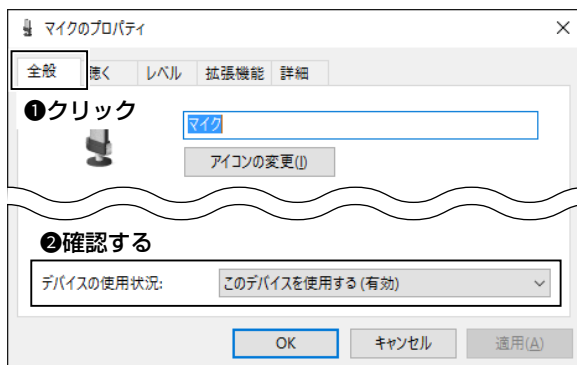 マイクのプロパティ
全般 聴く レベル 拡張機能 詳細
❶クリック
マイク
アイコンの変更(I)
❷確認する
デバイスの使用状況: このデバイスを使用する (有効)
OK キャンセル 適用(A)